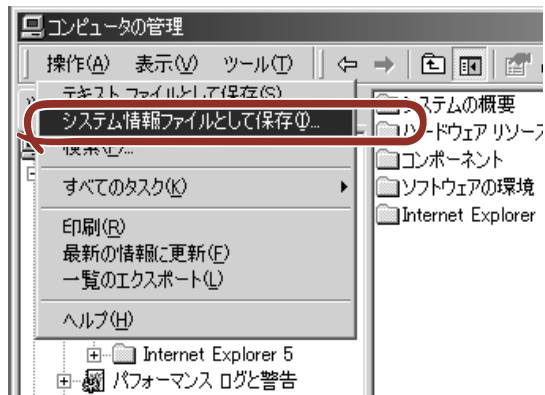 コンピュータの管理
操作(A) 表示(V) ツール(T)
テキスト ファイルとして保存(S)
システム情報ファイルとして保存(I)...
検索(F)...
すべてのタスク(K)
印刷(R)
最新の情報に更新(F)
一覧のエクスポート(L)
ヘルプ(H)
Internet Explorer 5
パフォーマンス ログと警告
システムの概要
ハードウェア リソース
コンポーネント
ソフトウェアの環境
Internet Explorer